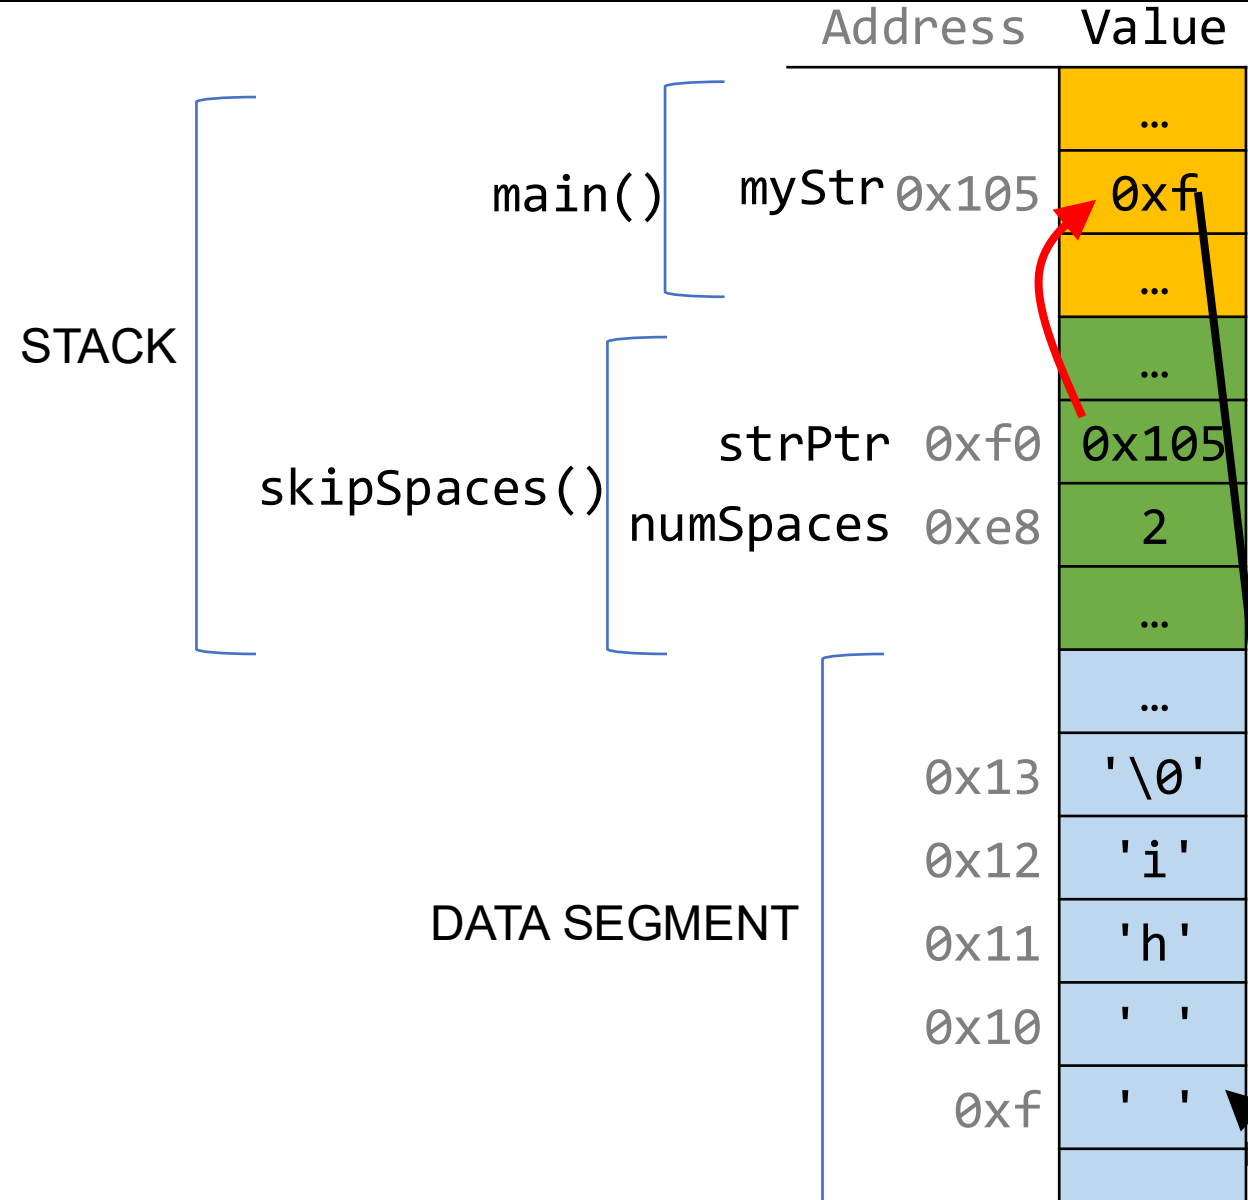 Address Value
…
main() myStr 0x105 0xf
…
STACK
…
strPtr 0xf0 0x105
skipSpaces()
numSpaces 0xe8 2
…
…
0x13 '\0'
0x12 'i'
DATA SEGMENT
0x11 'h'
0x10 ' '
0xf ' '